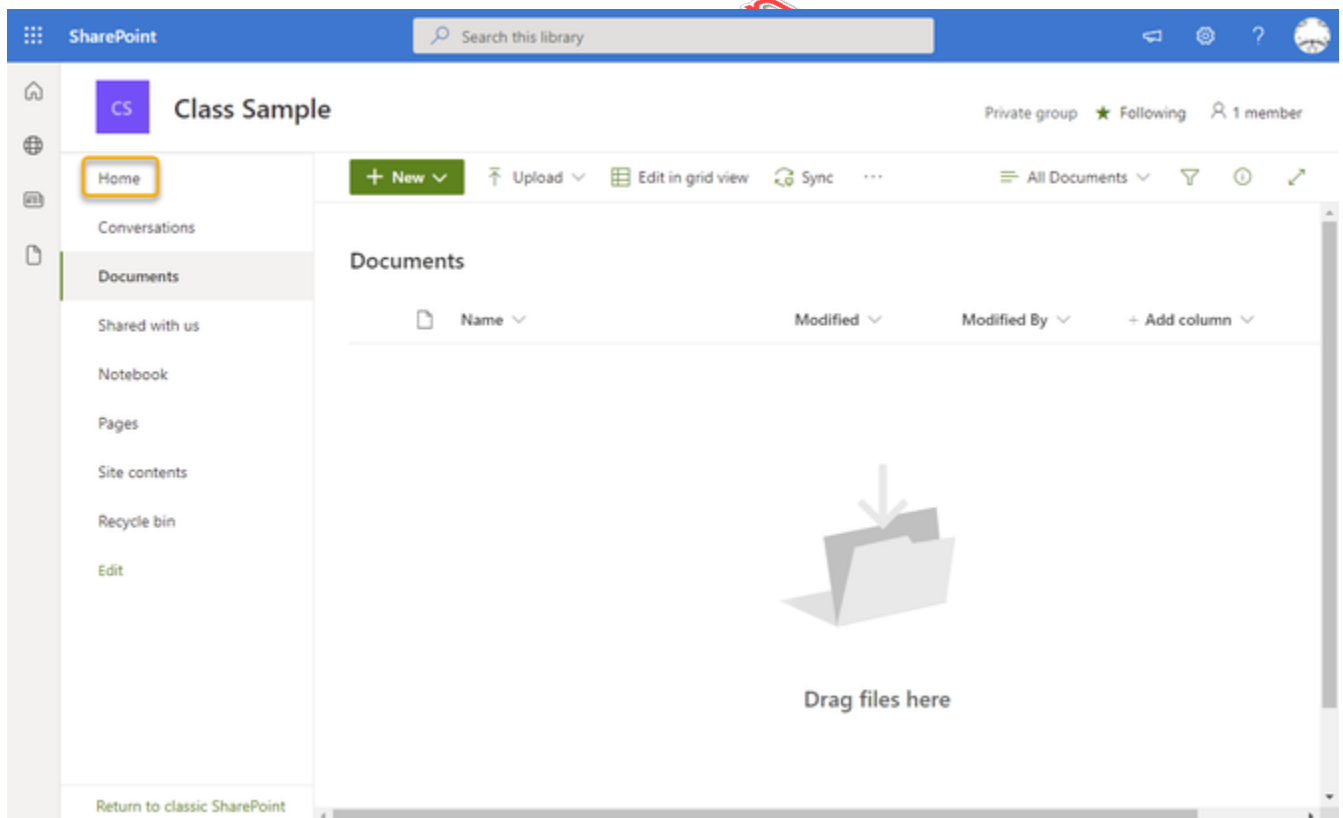 SharePoint
Search this library
?
CS
Class Sample
Private group
Following
1 member
Home
+ New
Upload
Edit in grid view
Sync
...
All Documents
Conversations
Documents
Shared with us
Notebook
Pages
Site contents
Recycle bin
Edit
Return to classic SharePoint
Documents
Name
Modified
Modified By
+ Add column
Drag files here